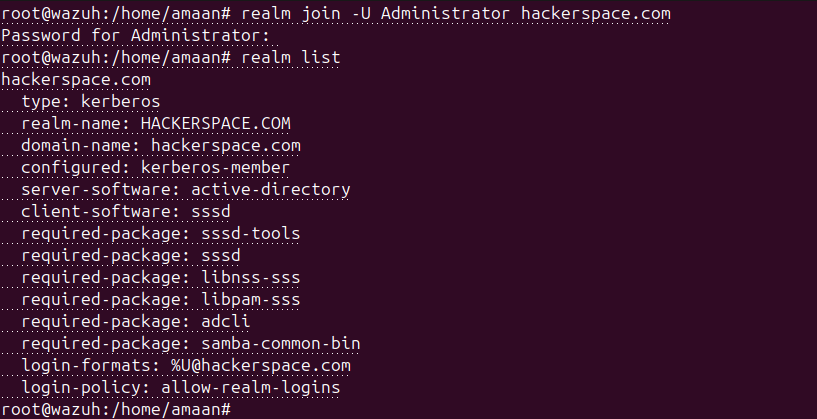 root@wazuh:/home/amaan# realm join -U Administrator hackerspace.com
Password for Administrator:
root@wazuh:/home/amaan# realm list
hackerspace.com
  type: kerberos
  realm-name: HACKERSPACE.COM
  domain-name: hackerspace.com
  configured: kerberos-member
  server-software: active-directory
  client-software: sssd
  required-package: sssd-tools
  required-package: sssd
  required-package: libnss-sss
  required-package: libpam-sss
  required-package: adcli
  required-package: samba-common-bin
  login-formats: %U@hackerspace.com
  login-policy: allow-realm-logins
root@wazuh:/home/amaan#